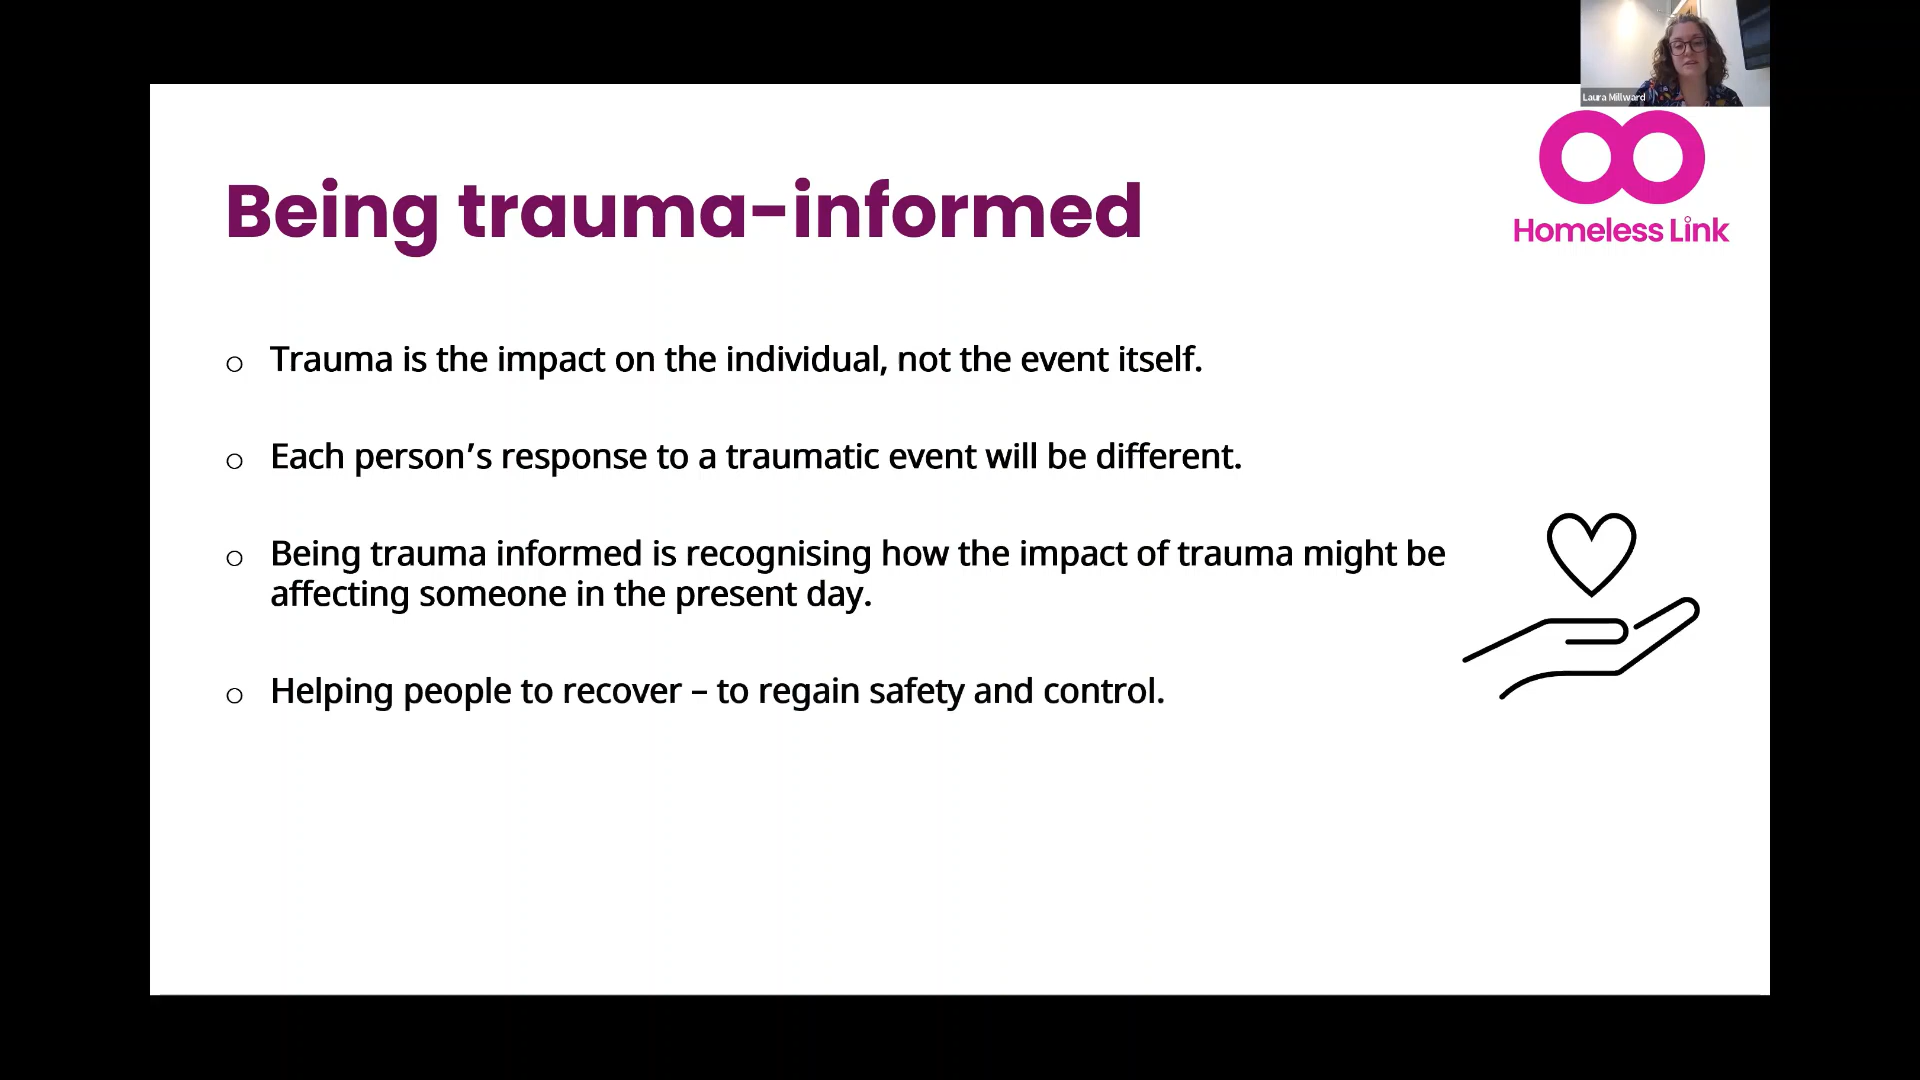 Laura Millward
Being trauma-informed
Homeless Link
o Trauma is the impact on the individual, not the event itself.
o Each person’s response to a traumatic event will be different.
o Being trauma informed is recognising how the impact of trauma might be
affecting someone in the present day.
o Helping people to recover – to regain safety and control.